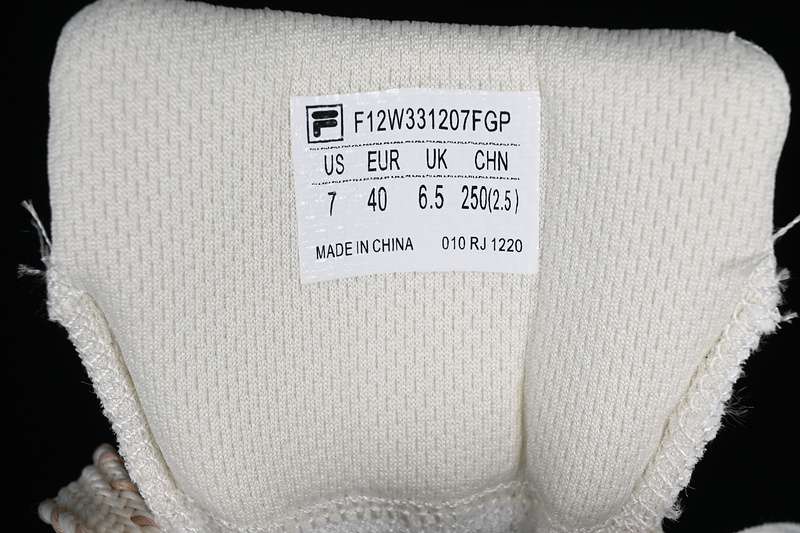 F F12W331207FGP
US EUR UK CHN
7 40 6.5 250(2.5)
MADE IN CHINA 010 RJ 1220